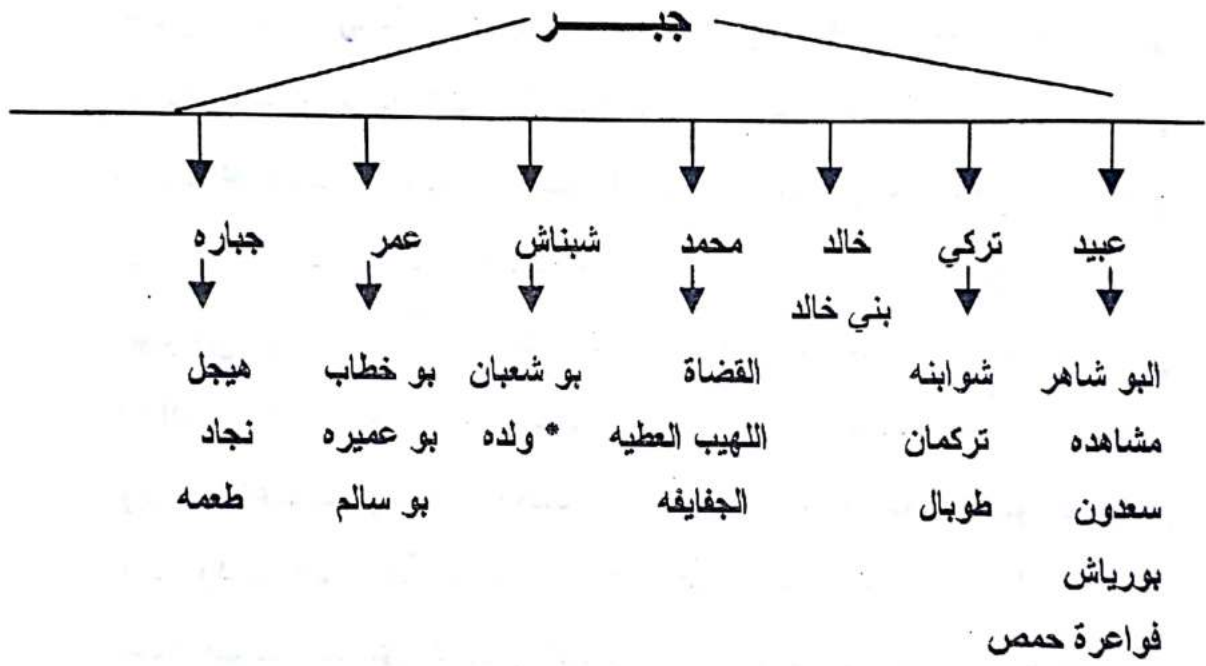 جبـــــر
عبيد تركي خالد محمد شبناش عمر جباره
بني خالد
البو شاهر شوابنه القضاة بو شعبان بو خطاب هيجل
مشاهده تركمان اللهيب العطيه * ولده بو عميره نجاد
سعدون طوبال الجفايفه بو سالم طعمه
بورياش
فواعرة حمص